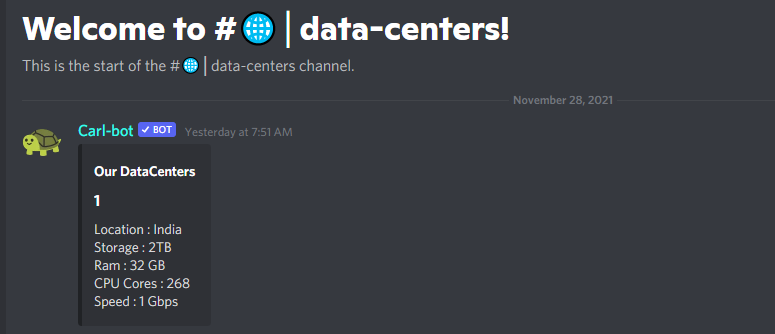 Welcome to #🌐│data-centers!
This is the start of the #🌐│data-centers channel.
November 28, 2021
Carl-bot ✓ BOT Yesterday at 7:51 AM
Our DataCenters
1
Location : India
Storage : 2TB
Ram : 32 GB
CPU Cores : 268
Speed : 1 Gbps